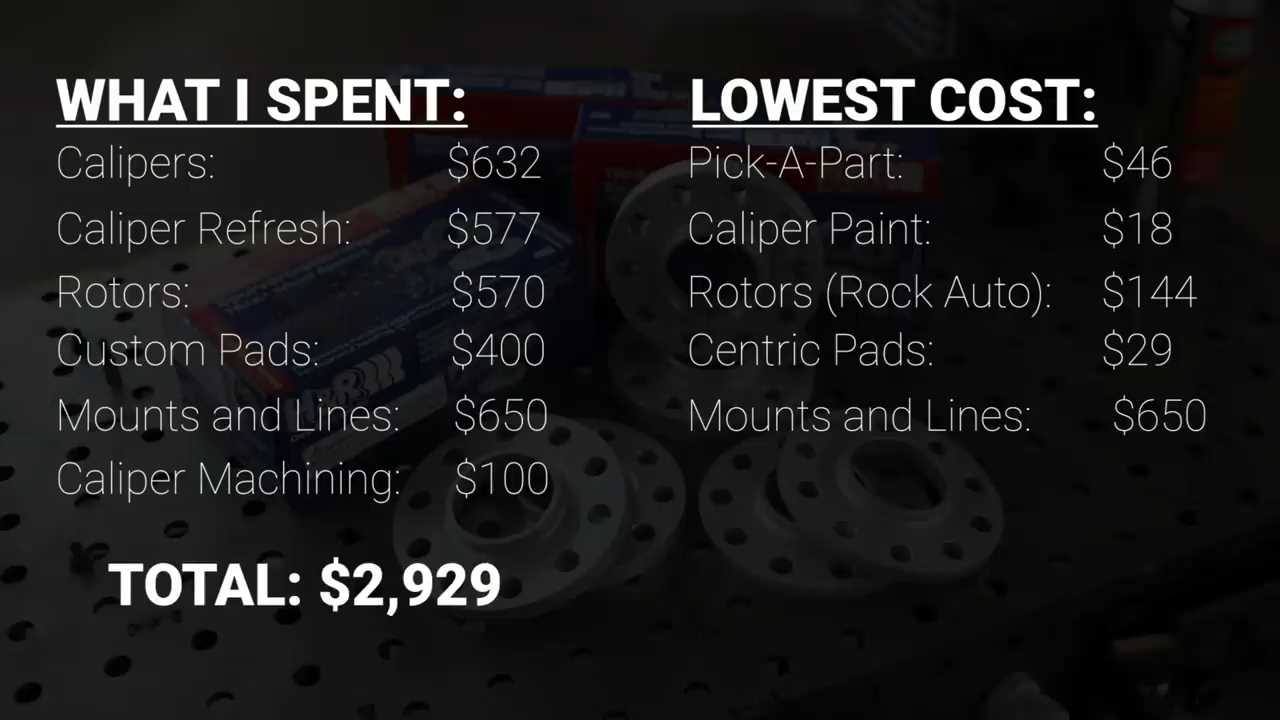 WHAT I SPENT:
Calipers: $632
Caliper Refresh: $577
Rotors: $570
Custom Pads: $400
Mounts and Lines: $650
Caliper Machining: $100
TOTAL: $2,929
LOWEST COST:
Pick-A-Part: $46
Caliper Paint: $18
Rotors (Rock Auto): $144
Centric Pads: $29
Mounts and Lines: $650